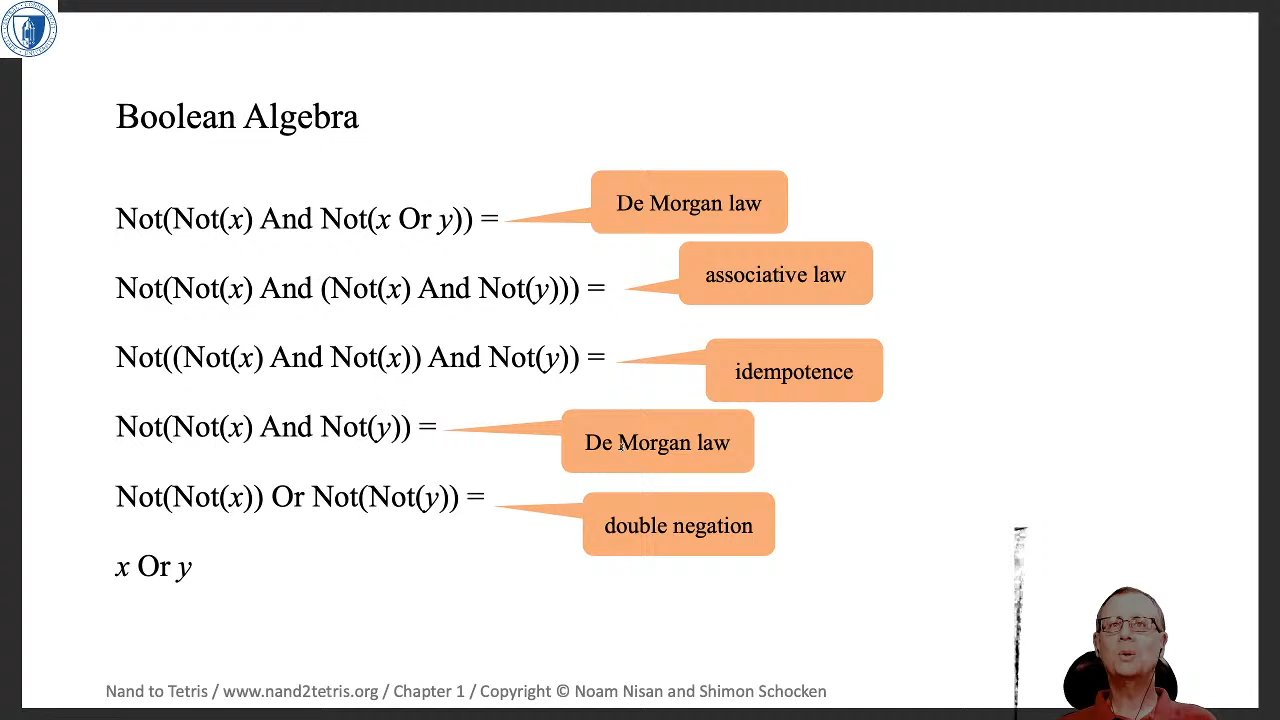 Boolean Algebra
Not(Not(x) And Not(x Or y)) =
De Morgan law
Not(Not(x) And (Not(x) And Not(y))) =
associative law
Not((Not(x) And Not(x)) And Not(y)) =
idempotence
Not(Not(x) And Not(y)) =
De Morgan law
Not(Not(x)) Or Not(Not(y)) =
double negation
x Or y
Nand to Tetris / www.nand2tetris.org / Chapter 1 / Copyright © Noam Nisan and Shimon Schocken